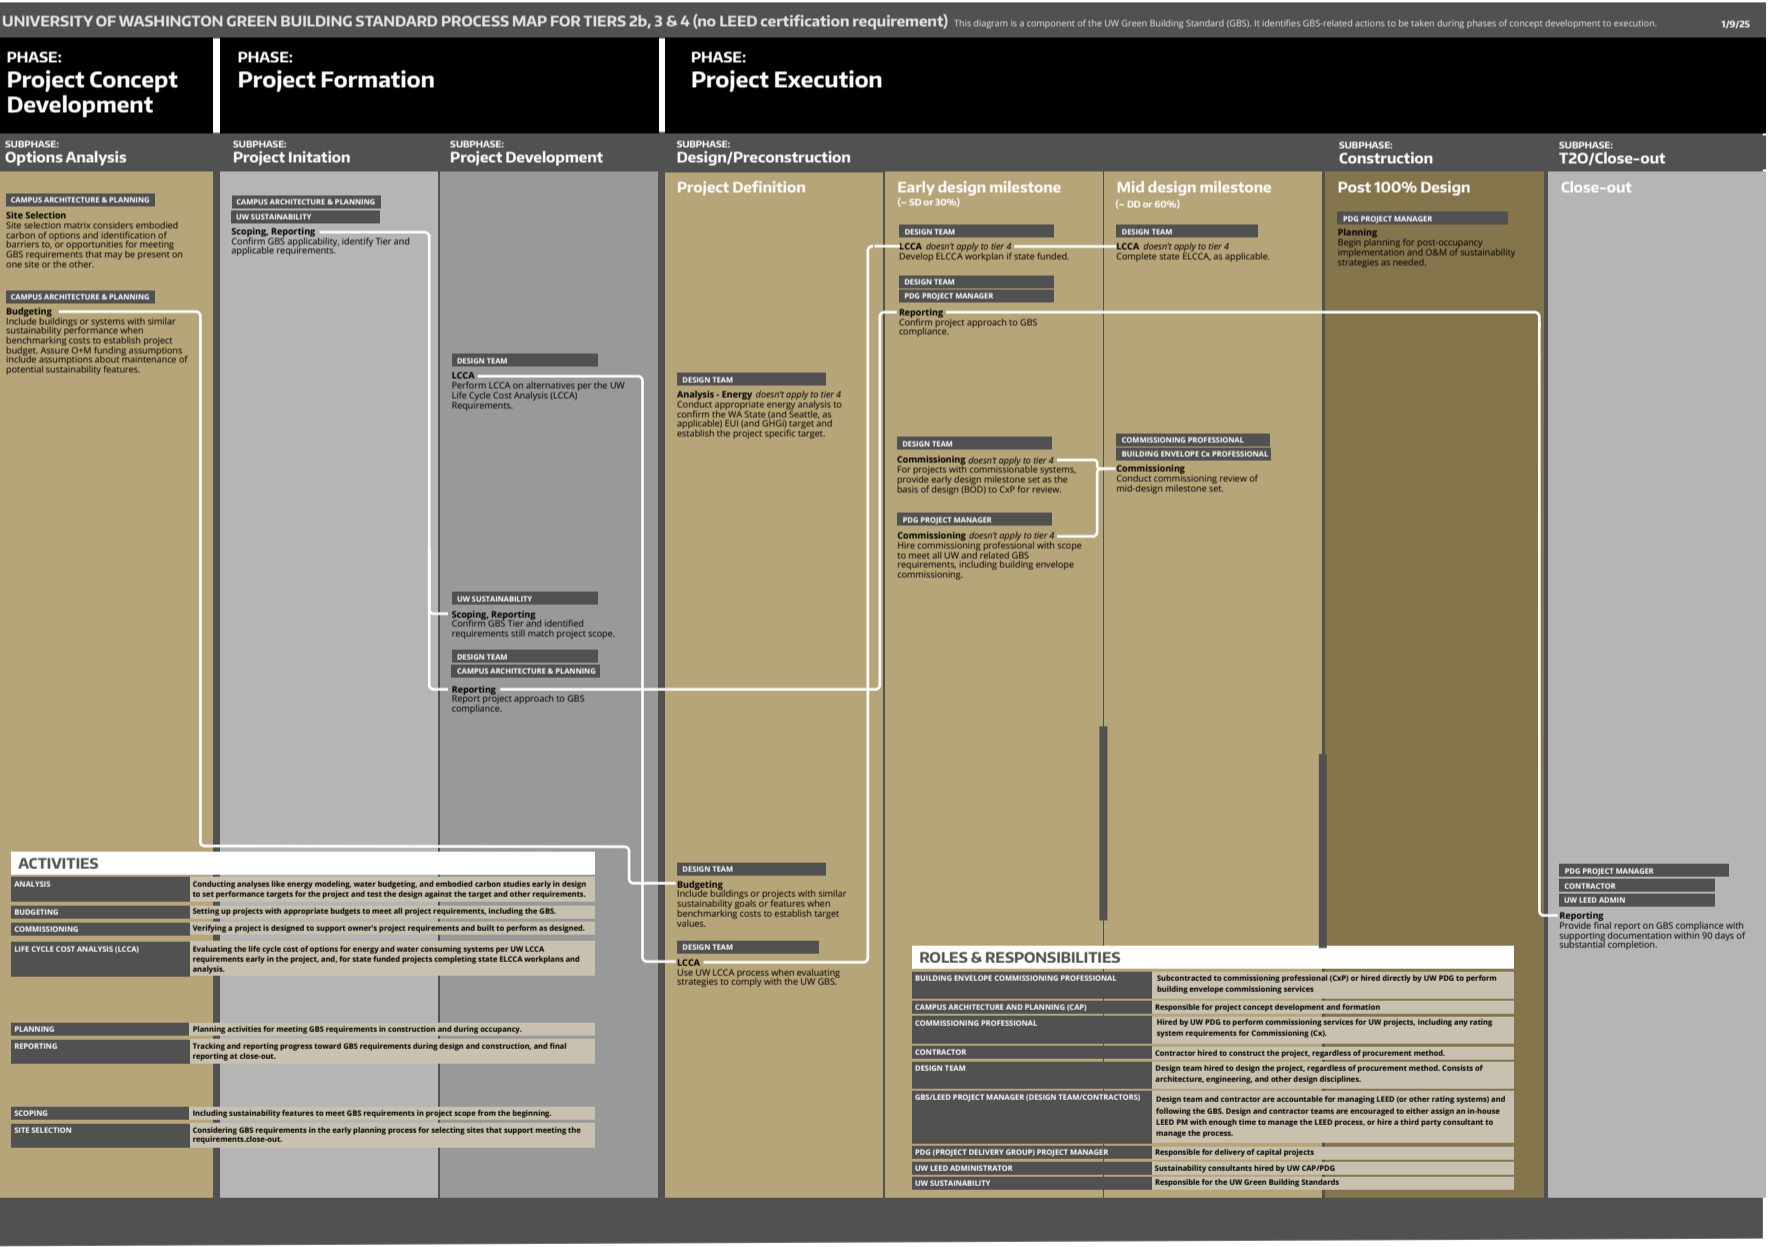 UNIVERSITY OF WASHINGTON GREEN BUILDING STANDARD PROCESS MAP FOR TIERS 2b, 3 & 4 (no LEED certification requirement) This diagram is a component of the UW Green Building Standard (GBS). It identifies GBS-related actions to be taken during phases of concept development to execution. 1/9/25
PHASE:
Project Concept
Development
PHASE:
Project Formation
PHASE:
Project Execution
SUBPHASE:
Options Analysis
SUBPHASE:
Project Initation
SUBPHASE:
Project Development
SUBPHASE:
Design/Preconstruction
SUBPHASE:
Construction
SUBPHASE:
T2O/Close-out
CAMPUS ARCHITECTURE & PLANNING
Site Selection
Site selection matrix considers embodied
carbon of options and identification of
barriers to, or opportunities for meeting
GBS requirements that may be present on
one site or the other.
CAMPUS ARCHITECTURE & PLANNING
Budgeting
Include buildings or systems with similar
sustainability performance when
benchmarking costs to establish project
budget. Assure O+M funding assumptions
include assumptions about maintenance of
potential sustainability features.
CAMPUS ARCHITECTURE & PLANNING
UW SUSTAINABILITY
Scoping, Reporting
Confirm GBS applicability, identify Tier and
applicable requirements.
DESIGN TEAM
LCCA
Perform LCCA on alternatives per the UW
Life Cycle Cost Analysis (LCCA)
Requirements.
UW SUSTAINABILITY
Scoping, Reporting
Confirm GBS Tier and identified
requirements still match project scope.
DESIGN TEAM
CAMPUS ARCHITECTURE & PLANNING
Reporting
Report project approach to GBS
compliance.
Project Definition
DESIGN TEAM
Analysis - Energy doesn't apply to tier 4
Conduct appropriate energy analysis to
confirm the WA State (and Seattle, as
applicable) EUI (and GHGi) target and
establish the project specific target.
DESIGN TEAM
Budgeting
Include buildings or projects with similar
sustainability goals or features when
benchmarking costs to establish target
values.
DESIGN TEAM
LCCA
Use UW LCCA process when evaluating
strategies to comply with the UW GBS.
Early design milestone
(~ SD or 30%)
DESIGN TEAM
LCCA doesn't apply to tier 4
Develop ELCCA workplan if state funded.
DESIGN TEAM
PDG PROJECT MANAGER
Reporting
Confirm project approach to GBS
compliance.
DESIGN TEAM
Commissioning doesn't apply to tier 4
For projects with commissionable systems,
provide early design milestone set as the
basis of design (BOD) to CxP for review.
PDG PROJECT MANAGER
Commissioning doesn't apply to tier 4
Hire commissioning professional with scope
to meet all UW and related GBS
requirements, including building envelope
commissioning.
Mid design milestone
(~ DD or 60%)
DESIGN TEAM
LCCA doesn't apply to tier 4
Complete state ELCCA, as applicable.
COMMISSIONING PROFESSIONAL
BUILDING ENVELOPE Cx PROFESSIONAL
Commissioning
Conduct commissioning review of
mid-design milestone set.
Post 100% Design
PDG PROJECT MANAGER
Planning
Begin planning for post-occupancy
implementation and O&M of sustainability
strategies as needed.
Close-out
PDG PROJECT MANAGER
CONTRACTOR
UW LEED ADMIN
Reporting
Provide final report on GBS compliance with
supporting documentation within 90 days of
substantial completion.
ACTIVITIES
ANALYSIS
Conducting analyses like energy modeling, water budgeting, and embodied carbon studies early in design
to set performance targets for the project and test the design against the target and other requirements.
BUDGETING
Setting up projects with appropriate budgets to meet all project requirements, including the GBS.
COMMISSIONING
Verifying a project is designed to support owner's project requirements and built to perform as designed.
LIFE CYCLE COST ANALYSIS (LCCA)
Evaluating the life cycle cost of options for energy and water consuming systems per UW LCCA
requirements early in the project, and, for state funded projects completing state ELCCA workplans and
analysis.
PLANNING
Planning activities for meeting GBS requirements in construction and during occupancy.
REPORTING
Tracking and reporting progress toward GBS requirements during design and construction, and final
reporting at close-out.
SCOPING
Including sustainability features to meet GBS requirements in project scope from the beginning.
SITE SELECTION
Considering GBS requirements in the early planning process for selecting sites that support meeting the
requirements.close-out.
ROLES & RESPONSIBILITIES
BUILDING ENVELOPE COMMISSIONING PROFESSIONAL
Subcontracted to commissioning professional (CxP) or hired directly by UW PDG to perform
building envelope commissioning services
CAMPUS ARCHITECTURE AND PLANNING (CAP)
Responsible for project concept development and formation
COMMISSIONING PROFESSIONAL
Hired by UW PDG to perform commissioning services for UW projects, including any rating
system requirements for Commissioning (Cx).
CONTRACTOR
Contractor hired to construct the project, regardless of procurement method.
DESIGN TEAM
Design team hired to design the project, regardless of procurement method. Consists of
architecture, engineering, and other design disciplines.
GBS/LEED PROJECT MANAGER (DESIGN TEAM/CONTRACTORS)
Design team and contractor are accountable for managing LEED (or other rating systems) and
following the GBS. Design and contractor teams are encouraged to either assign an in-house
LEED PM with enough time to manage the LEED process, or hire a third party consultant to
manage the process.
PDG (PROJECT DELIVERY GROUP) PROJECT MANAGER
Responsible for delivery of capital projects
UW LEED ADMINISTRATOR
Sustainability consultants hired by UW CAP/PDG
UW SUSTAINABILITY
Responsible for the UW Green Building Standards